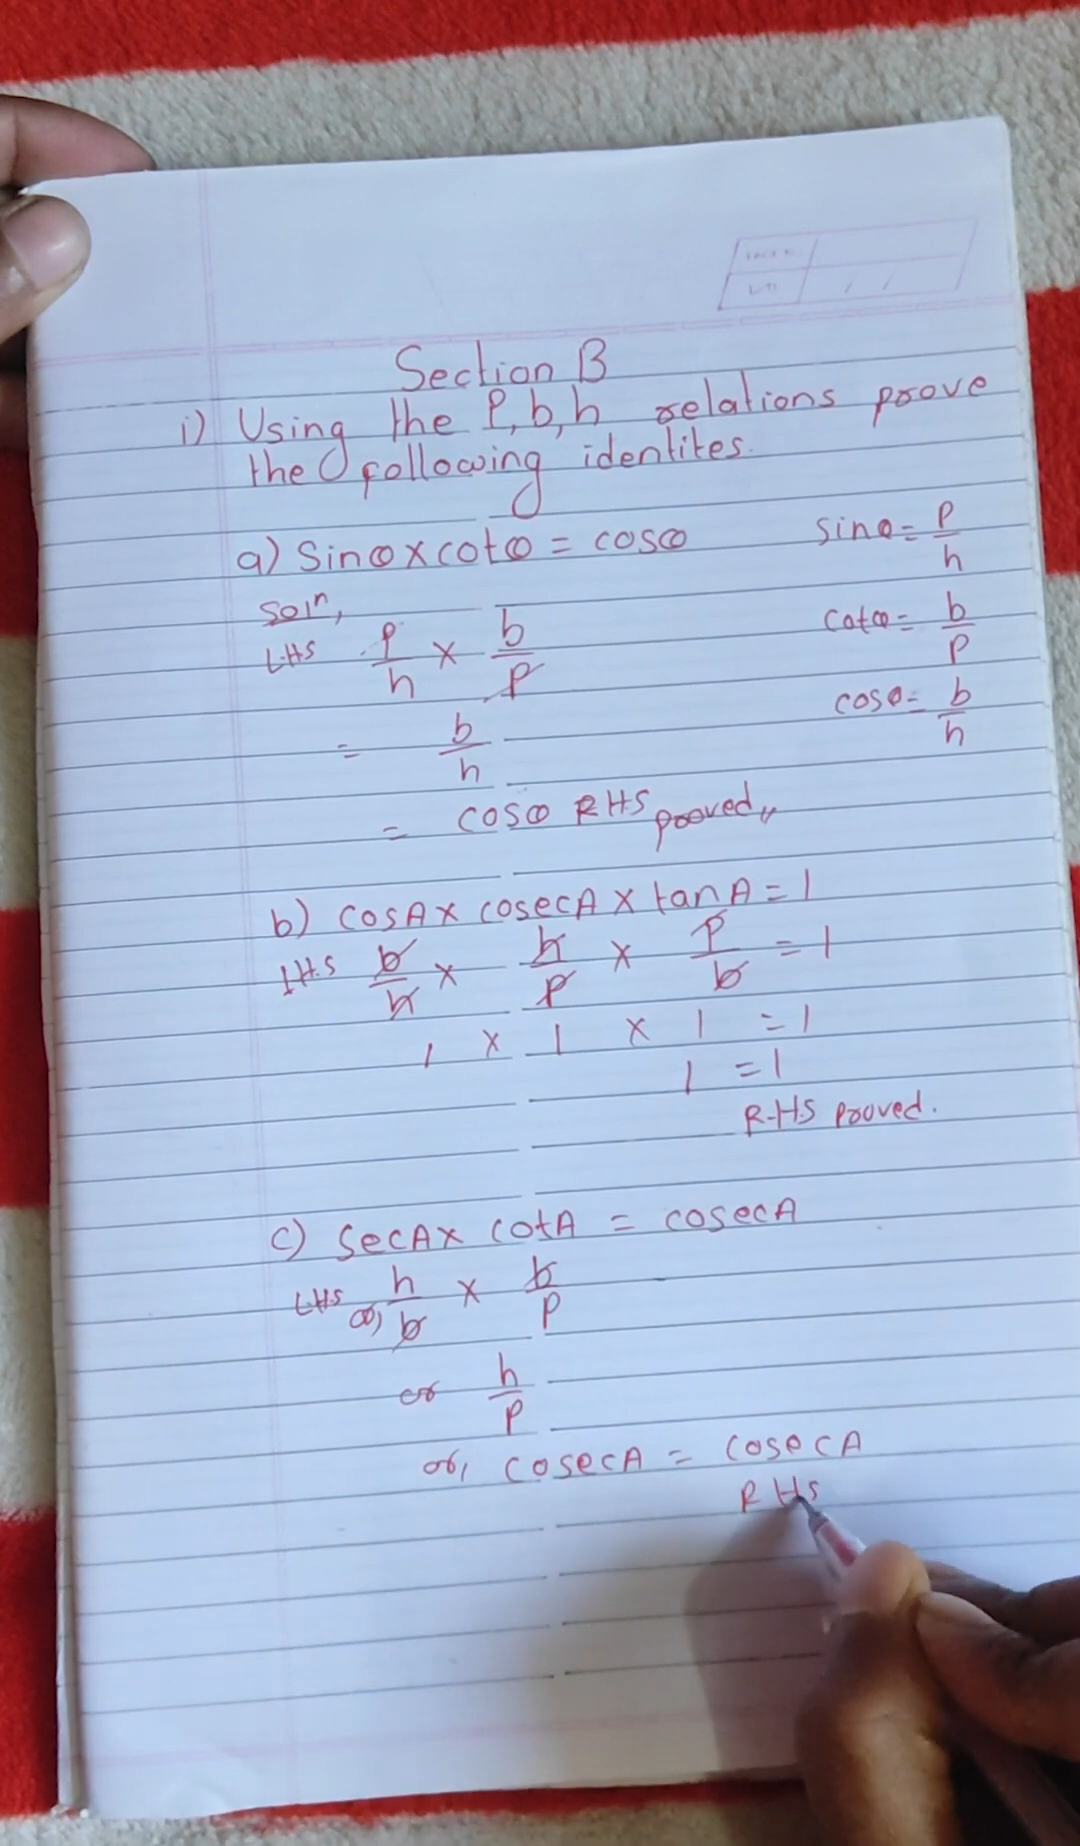 Section B
i) Using the P, b, h relations prove
the following identites.
a) Sinθ x cotθ = cosθ
sinθ = P/h
Soln,
LHS p/h x b/p
cotθ = b/p
= b/h
cosθ = b/h
= cosθ RHS proved,,
b) cosA x cosecA x tanA = 1
LHS b/h x h/p x p/b = 1
1 x 1 x 1 = 1
1 = 1
R.H.S proved.
c) SecA x cotA = cosecA
LHS or, h/b x b/p
or h/p
or, cosecA = cosecA
RHS